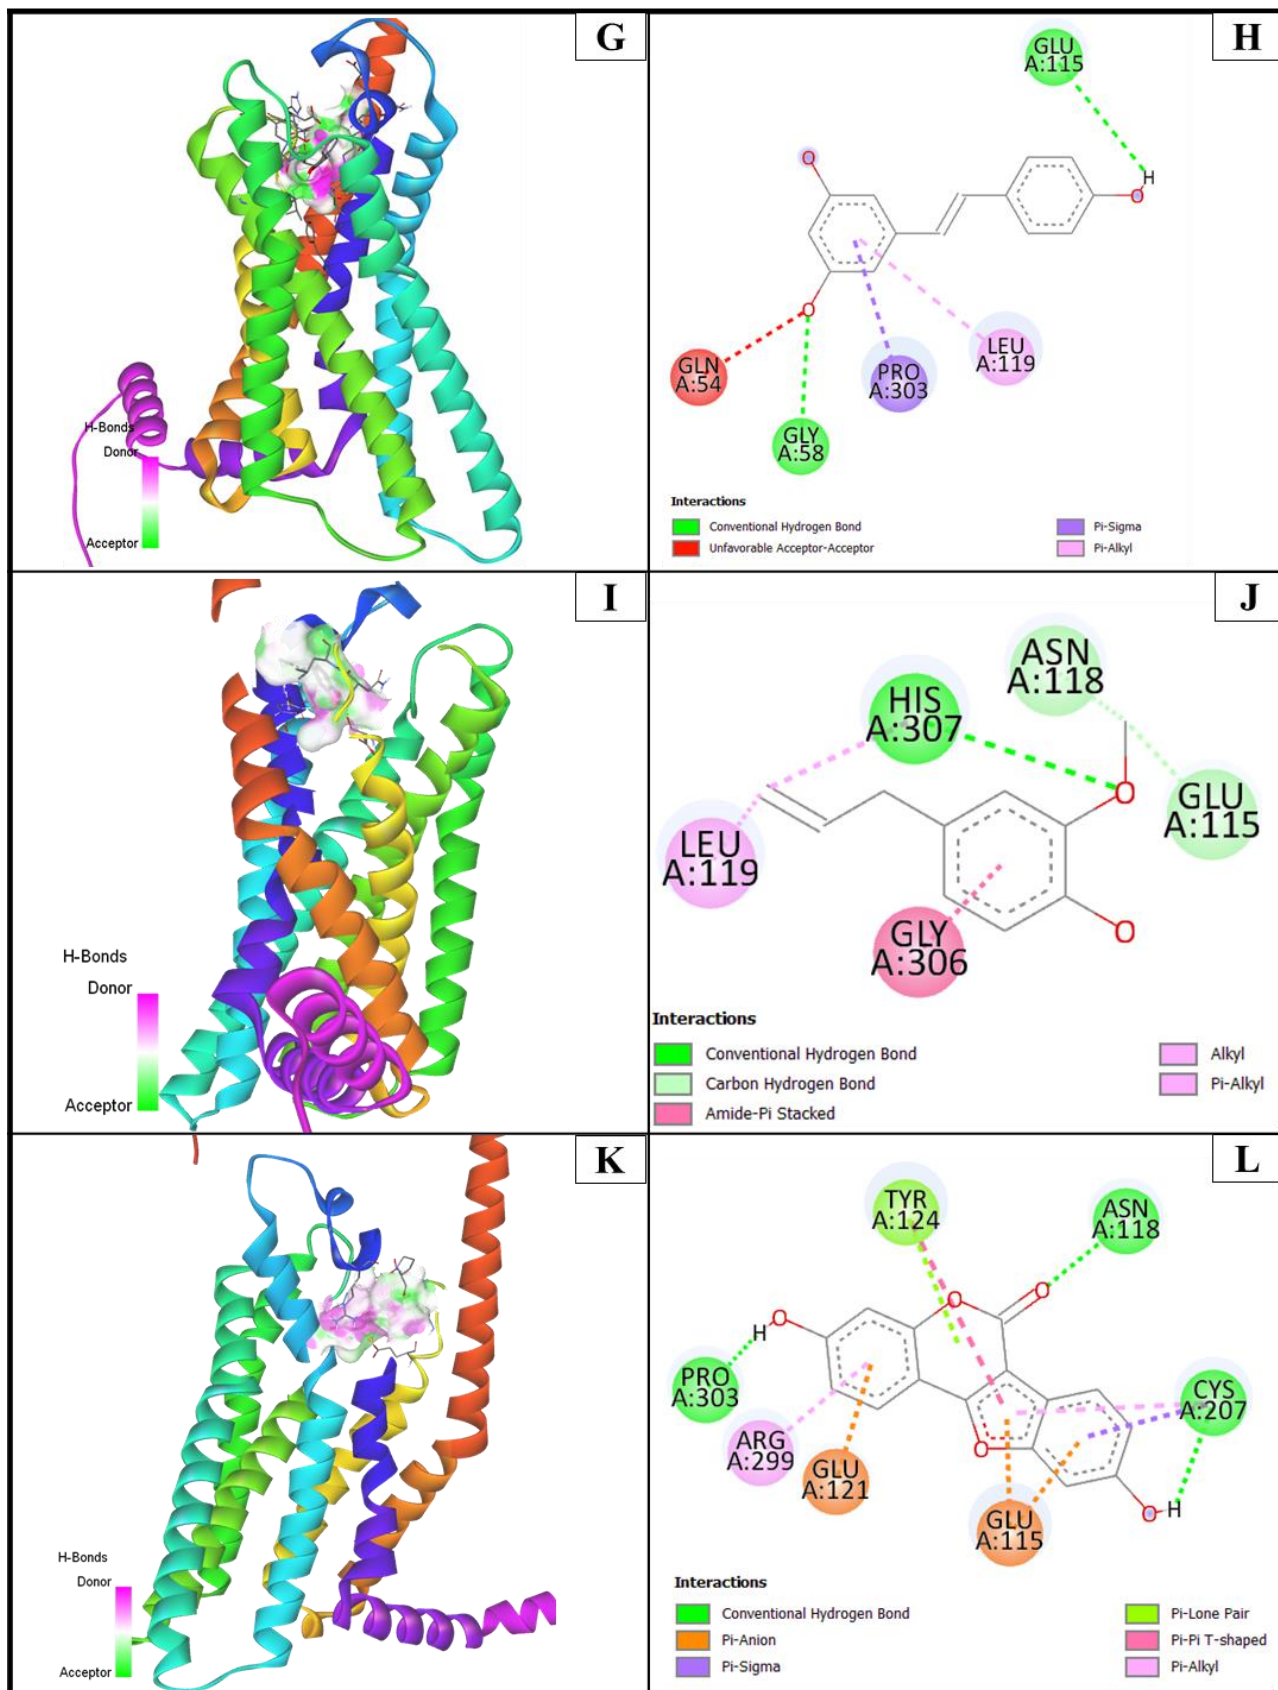 G
H-Bonds
Donor
Acceptor
H
GLU
A:115
H
O
O
O
GLN
A:54
GLY
A:58
PRO
A:303
LEU
A:119
Interactions
Conventional Hydrogen Bond
Unfavorable Acceptor-Acceptor
Pi-Sigma
Pi-Alkyl
I
H-Bonds
Donor
Acceptor
J
ASN
A:118
HIS
A:307
GLU
A:115
LEU
A:119
GLY
A:306
O
O
Interactions
Conventional Hydrogen Bond
Carbon Hydrogen Bond
Amide-Pi Stacked
Alkyl
Pi-Alkyl
K
H-Bonds
Donor
Acceptor
L
TYR
A:124
ASN
A:118
O
O
O
H
PRO
A:303
ARG
A:299
GLU
A:121
O
GLU
A:115
CYS
A:207
O
H
Interactions
Conventional Hydrogen Bond
Pi-Anion
Pi-Sigma
Pi-Lone Pair
Pi-Pi T-shaped
Pi-Alkyl